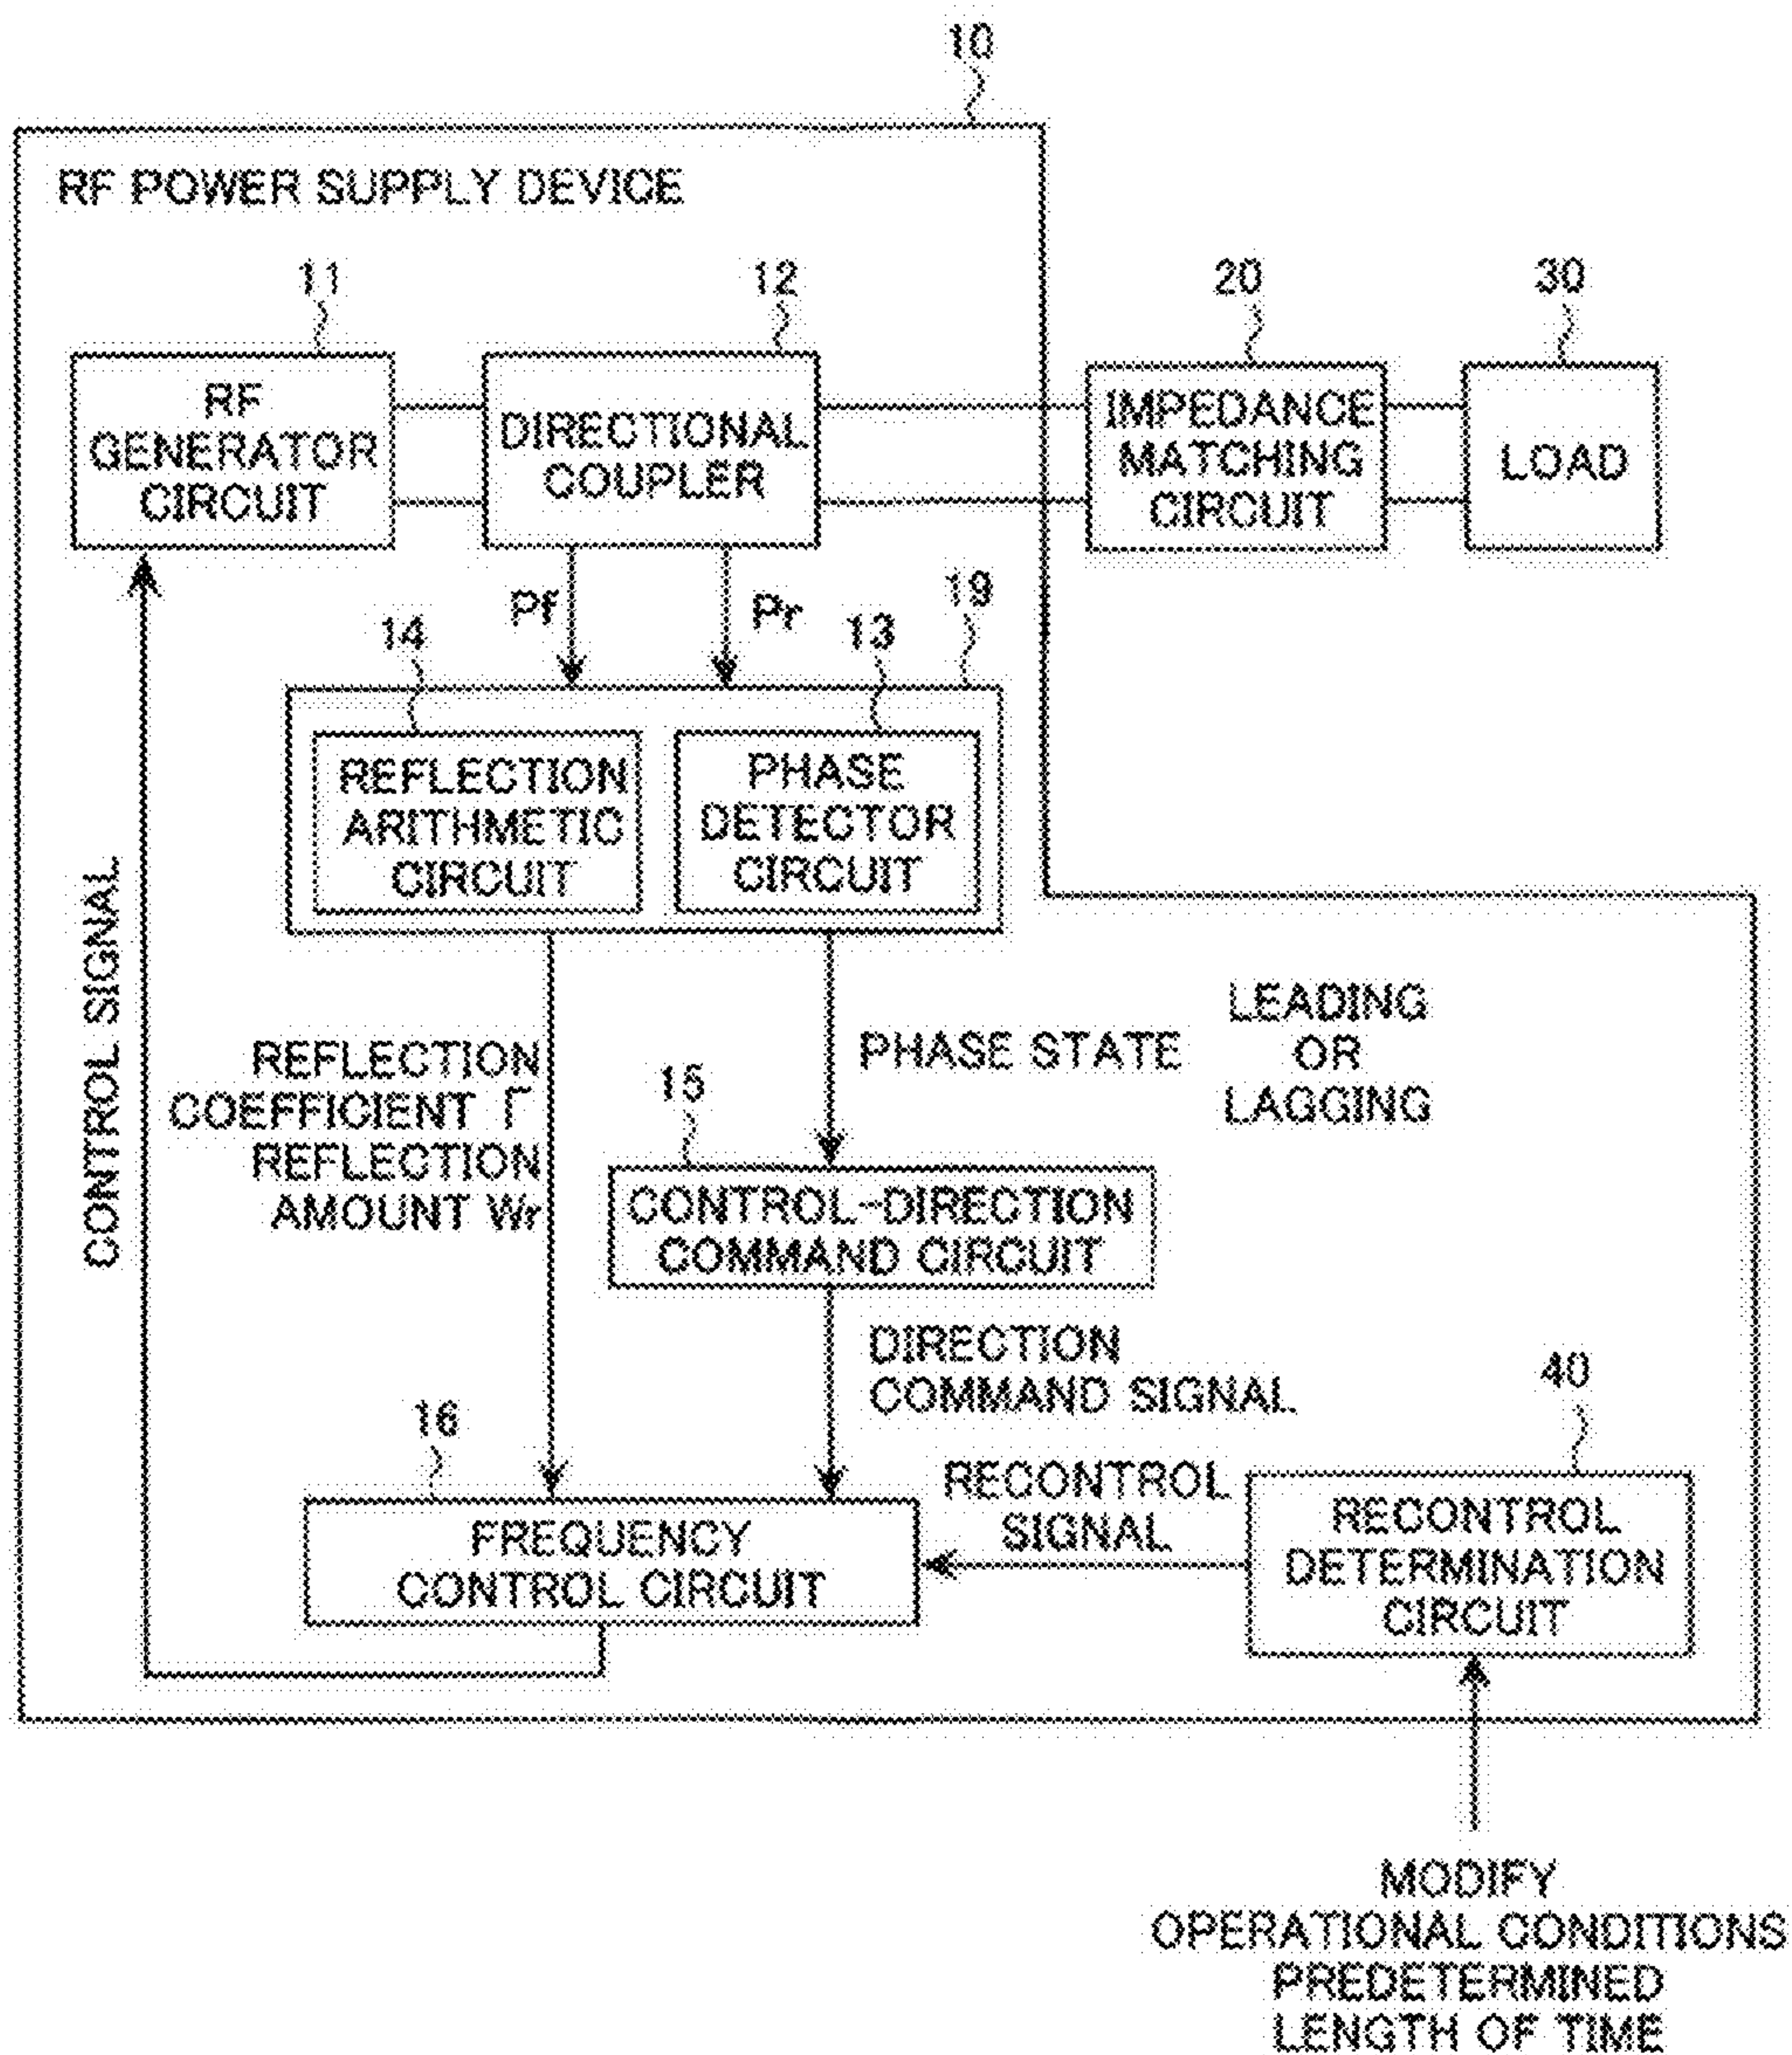 10
RF POWER SUPPLY DEVICE
11
12
20
30
RF
GENERATOR
CIRCUIT
DIRECTIONAL
COUPLER
IMPEDANCE
MATCHING
CIRCUIT
LOAD
Pf
Pr
19
14
13
REFLECTION
ARITHMETIC
CIRCUIT
PHASE
DETECTOR
CIRCUIT
CONTROL SIGNAL
REFLECTION
COEFFICIENT Γ
REFLECTION
AMOUNT Wr
PHASE STATE
LEADING
OR
LAGGING
15
CONTROL-DIRECTION
COMMAND CIRCUIT
DIRECTION
COMMAND SIGNAL
40
16
RECONTROL
SIGNAL
FREQUENCY
CONTROL CIRCUIT
RECONTROL
DETERMINATION
CIRCUIT
MODIFY
OPERATIONAL CONDITIONS
PREDETERMINED
LENGTH OF TIME